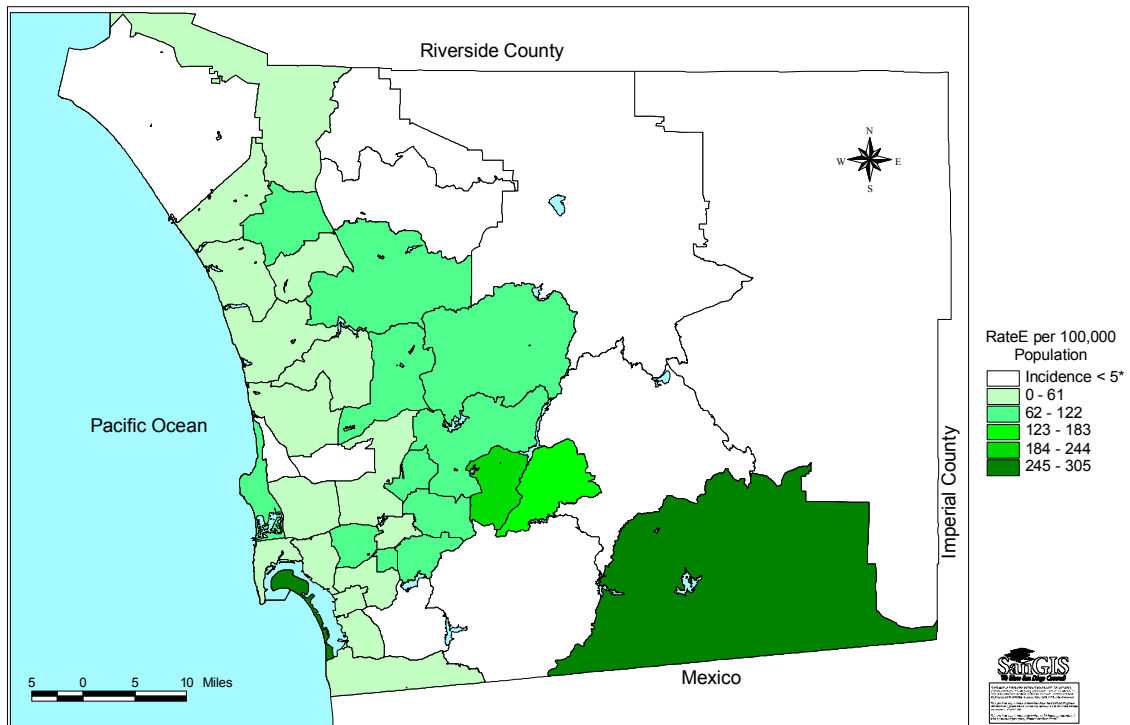 Riverside County
N
W E
S
RateE per 100,000
Population
Incidence < 5*
0 - 61
62 - 122
123 - 183
184 - 244
245 - 305
Pacific Ocean
Imperial County
Mexico
5 0 5 10 Miles
SanGIS